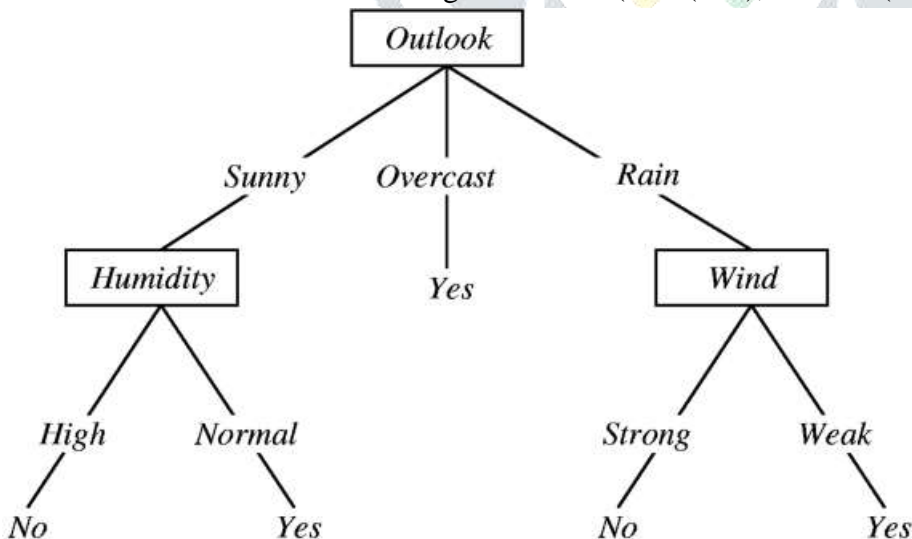 Outlook
Sunny Overcast Rain
Humidity Yes Wind
High Normal Strong Weak
No Yes No Yes